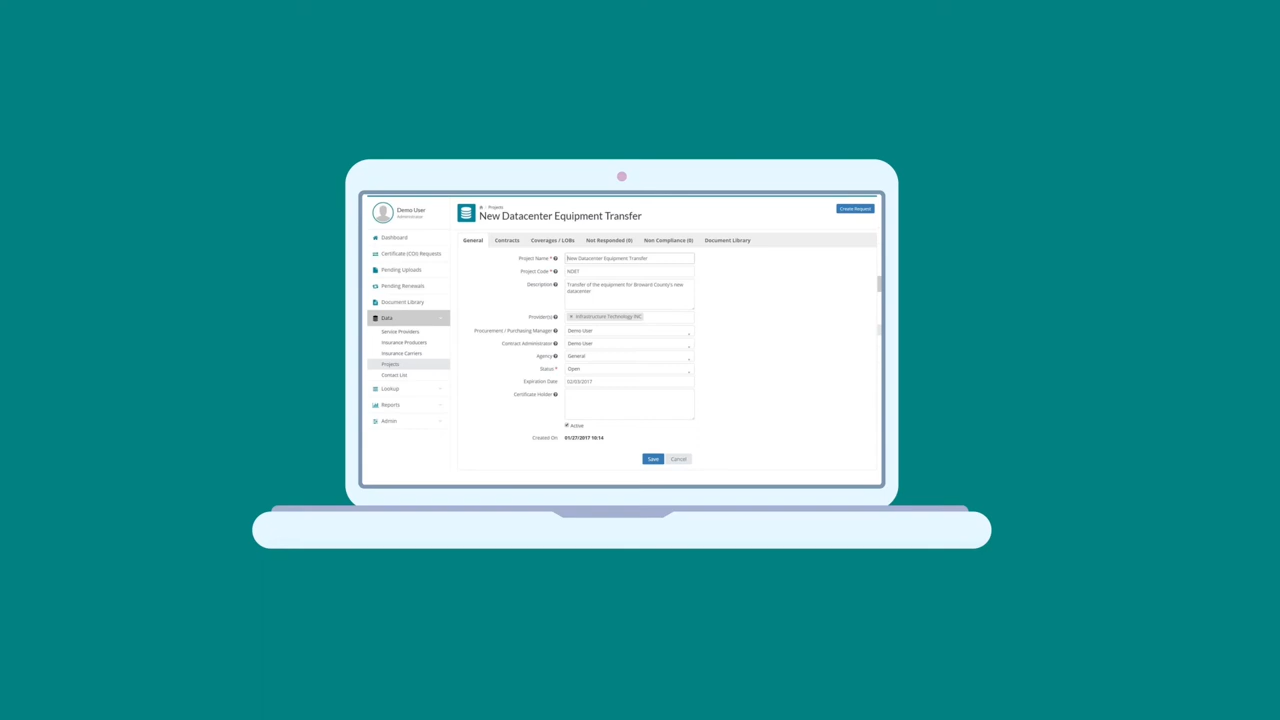 Demo User
Administrator
Dashboard
Certificate (COI) Requests
Pending Uploads
Pending Renewals
Document Library
Data
Service Providers
Insurance Producers
Insurance Carriers
Projects
Contact List
Lookup
Reports
Admin
Projects
New Datacenter Equipment Transfer
Create Request
General Contracts Coverages / LOBs Not Responded (0) Non Compliance (6) Document Library
Project Name * New Datacenter Equipment Transfer
Project Code * NDET
Description Transfer of the equipment for Broward County's new
datacenter
Provider(s) × Infrastructure Technology INC
Procurement / Purchasing Manager Demo User
Contract Administrator Demo User
Agency General
Status * Open
Expiration Date 02/03/2017
Certificate Holder
Active
Created On 01/27/2017 10:14
Save Cancel